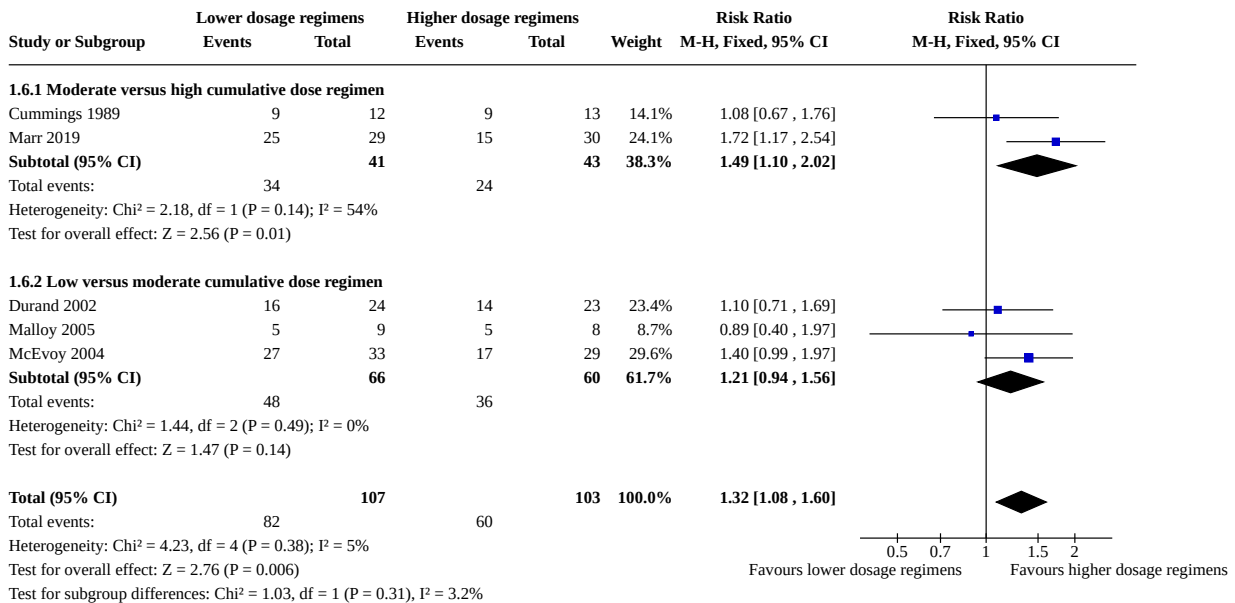 Lower dosage regimens Higher dosage regimens Risk Ratio Risk Ratio
Study or Subgroup Events Total Events Total Weight M-H, Fixed, 95% CI M-H, Fixed, 95% CI
1.6.1 Moderate versus high cumulative dose regimen
Cummings 1989 9 12 9 13 14.1% 1.08 [0.67 , 1.76]
Marr 2019 25 29 15 30 24.1% 1.72 [1.17 , 2.54]
Subtotal (95% CI) 41 43 38.3% 1.49 [1.10 , 2.02]
Total events: 34 24
Heterogeneity: Chi² = 2.18, df = 1 (P = 0.14); I² = 54%
Test for overall effect: Z = 2.56 (P = 0.01)
1.6.2 Low versus moderate cumulative dose regimen
Durand 2002 16 24 14 23 23.4% 1.10 [0.71 , 1.69]
Malloy 2005 5 9 5 8 8.7% 0.89 [0.40 , 1.97]
McEvoy 2004 27 33 17 29 29.6% 1.40 [0.99 , 1.97]
Subtotal (95% CI) 66 60 61.7% 1.21 [0.94 , 1.56]
Total events: 48 36
Heterogeneity: Chi² = 1.44, df = 2 (P = 0.49); I² = 0%
Test for overall effect: Z = 1.47 (P = 0.14)
Total (95% CI) 107 103 100.0% 1.32 [1.08 , 1.60]
Total events: 82 60
Heterogeneity: Chi² = 4.23, df = 4 (P = 0.38); I² = 5%
0.5 0.7 1 1.5 2
Test for overall effect: Z = 2.76 (P = 0.006) Favours lower dosage regimens Favours higher dosage regimens
Test for subgroup differences: Chi² = 1.03, df = 1 (P = 0.31), I² = 3.2%